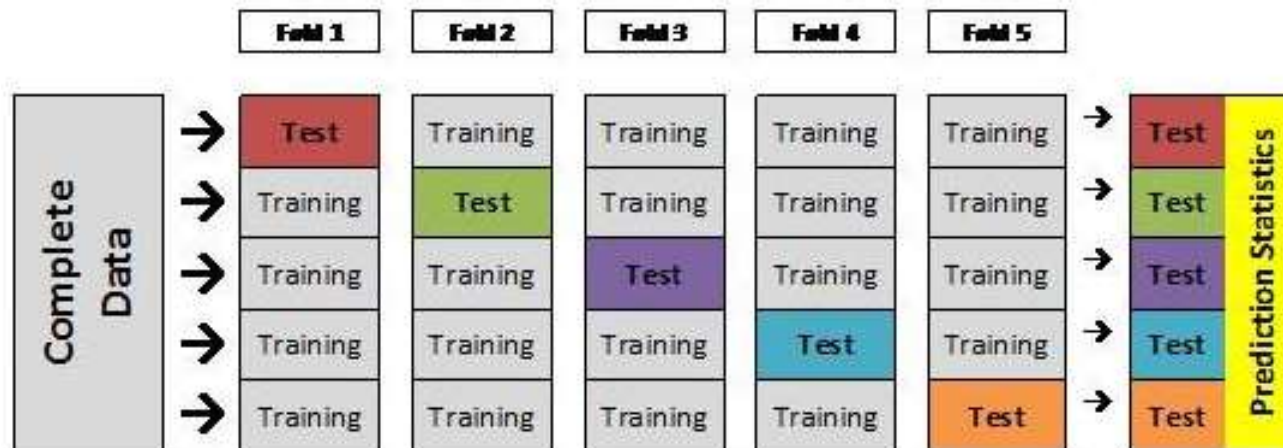 Fold 1 Fold 2 Fold 3 Fold 4 Fold 5
Complete
Data
Test Training Training Training Training Test
Training Test Training Training Training Test
Training Training Test Training Training Test
Training Training Training Test Training Test
Training Training Training Training Test Test
Prediction Statistics